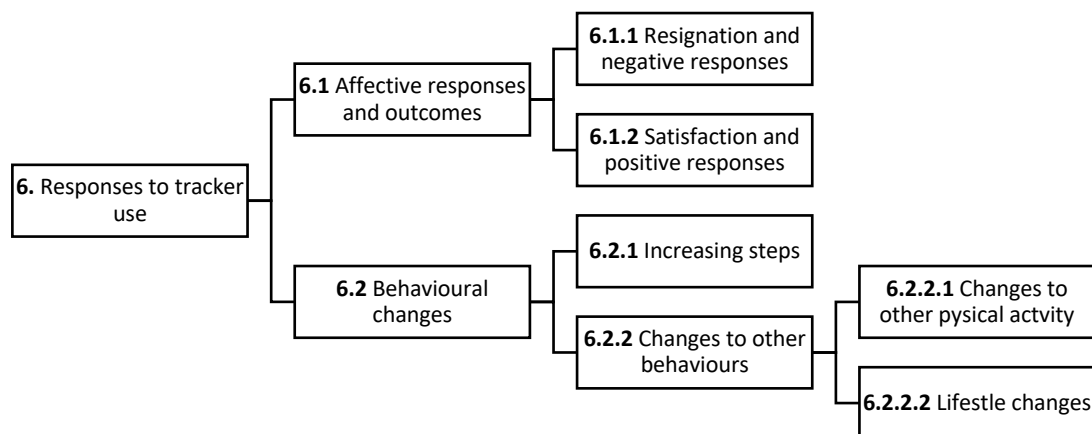 6. Responses to tracker
use
6.1 Affective responses
and outcomes
6.1.1 Resignation and
negative responses
6.1.2 Satisfaction and
positive responses
6.2 Behavioural
changes
6.2.1 Increasing steps
6.2.2 Changes to other
behaviours
6.2.2.1 Changes to
other pysical actvity
6.2.2.2 Lifestle changes